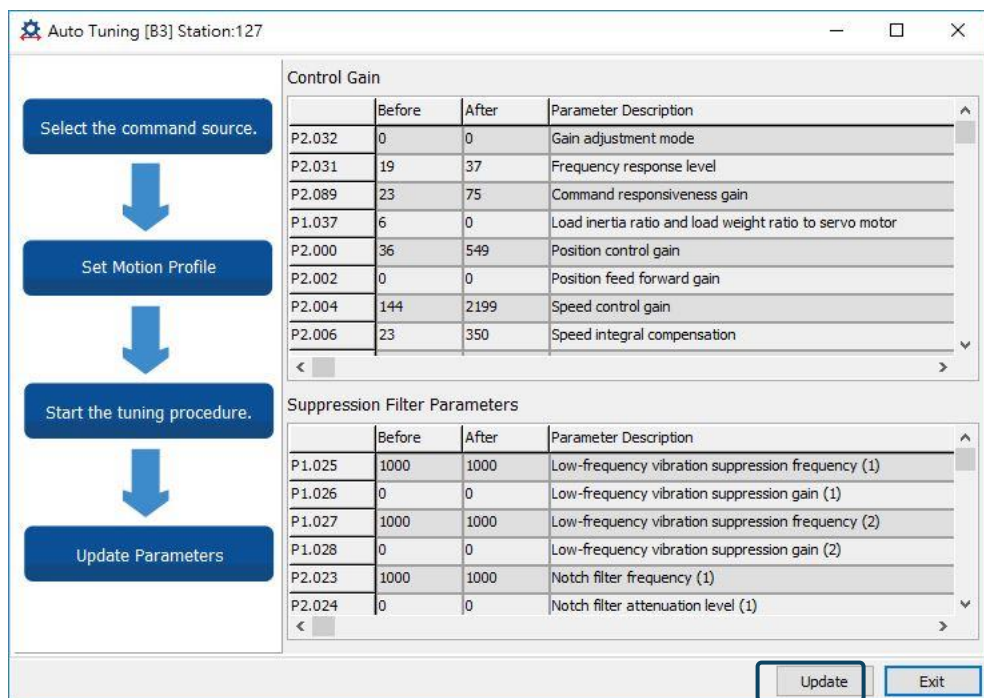 Auto Tuning [B3] Station:127
Select the command source.
Set Motion Profile
Start the tuning procedure.
Update Parameters
Control Gain
Before After Parameter Description
P2.032 0 0 Gain adjustment mode
P2.031 19 37 Frequency response level
P2.089 23 75 Command responsiveness gain
P1.037 6 0 Load inertia ratio and load weight ratio to servo motor
P2.000 36 549 Position control gain
P2.002 0 0 Position feed forward gain
P2.004 144 2199 Speed control gain
P2.006 23 350 Speed integral compensation
Suppression Filter Parameters
Before After Parameter Description
P1.025 1000 1000 Low-frequency vibration suppression frequency (1)
P1.026 0 0 Low-frequency vibration suppression gain (1)
P1.027 1000 1000 Low-frequency vibration suppression frequency (2)
P1.028 0 0 Low-frequency vibration suppression gain (2)
P2.023 1000 1000 Notch filter frequency (1)
P2.024 0 0 Notch filter attenuation level (1)
Update Exit